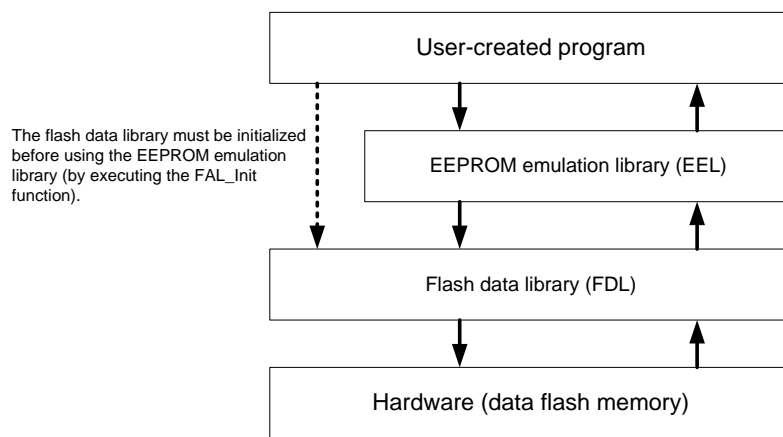 User-created program
The flash data library must be initialized
before using the EEPROM emulation
library (by executing the FAL_Init
function).
EEPROM emulation library (EEL)
Flash data library (FDL)
Hardware (data flash memory)